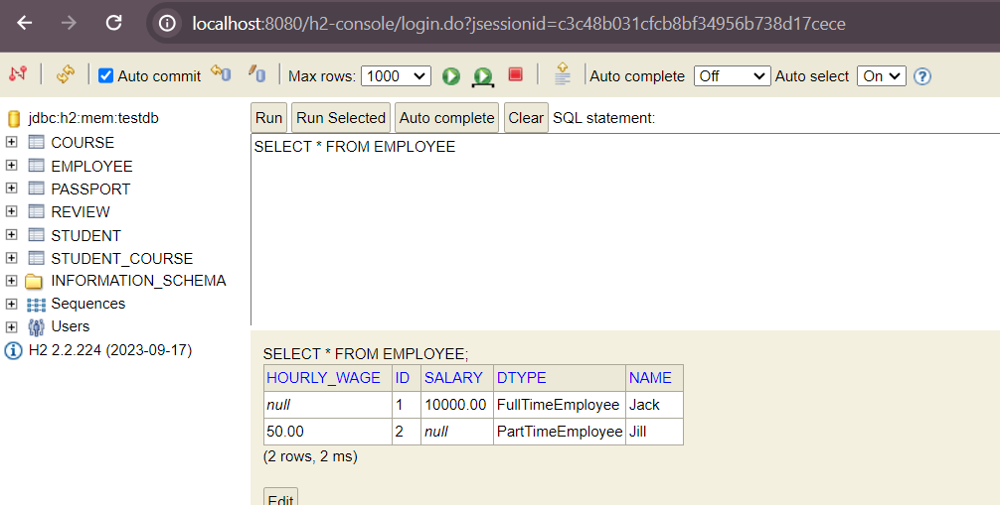 localhost:8080/h2-console/login.do?jsessionid=c3c48b031cfcb8bf34956b738d17cece
Auto commit Max rows: 1000 Auto complete Off Auto select On
jdbc:h2:mem:testdb
COURSE
EMPLOYEE
PASSPORT
REVIEW
STUDENT
STUDENT_COURSE
INFORMATION_SCHEMA
Sequences
Users
H2 2.2.224 (2023-09-17)
Run Run Selected Auto complete Clear SQL statement:
SELECT * FROM EMPLOYEE
SELECT * FROM EMPLOYEE;
HOURLY_WAGE ID SALARY DTYPE NAME
null 1 10000.00 FullTimeEmployee Jack
50.00 2 null PartTimeEmployee Jill
(2 rows, 2 ms)
Edit